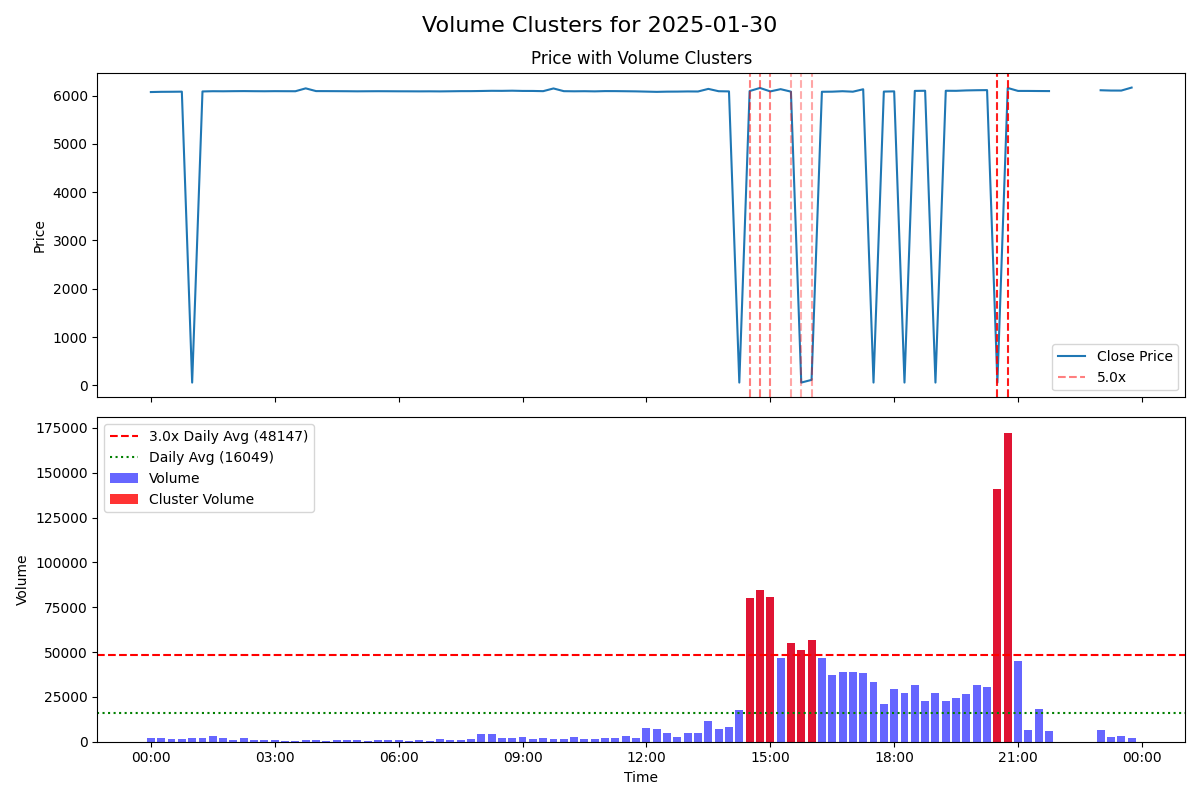 Volume Clusters for 2025-01-30
Price with Volume Clusters
Price
6000
5000
4000
3000
2000
1000
0
Close Price
5.0x
Volume
175000
150000
125000
100000
75000
50000
25000
0
3.0x Daily Avg (48147)
Daily Avg (16049)
Volume
Cluster Volume
00:00 03:00 06:00 09:00 12:00 15:00 18:00 21:00 00:00
Time